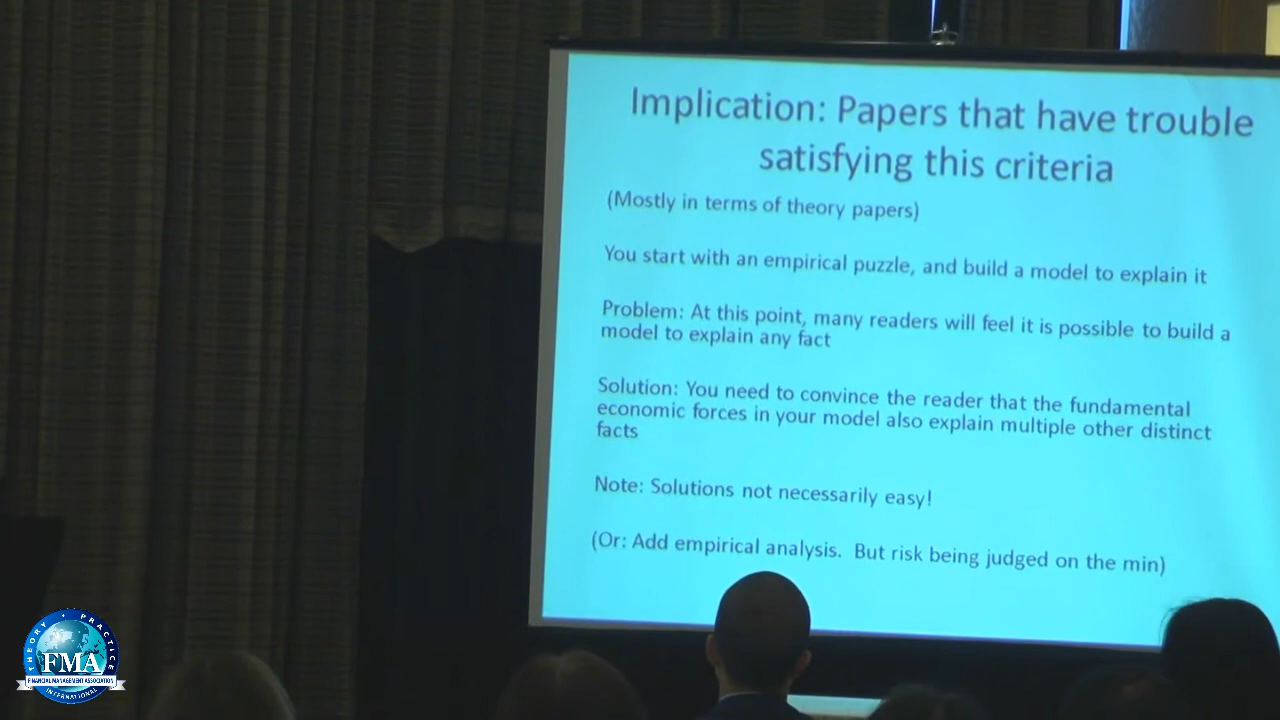 Implication: Papers that have trouble
satisfying this criteria
(Mostly in terms of theory papers)
You start with an empirical puzzle, and build a model to explain it
Problem: At this point, many readers will feel it is possible to build a
model to explain any fact
Solution: You need to convince the reader that the fundamental
economic forces in your model also explain multiple other distinct
facts
Note: Solutions not necessarily easy!
(Or: Add empirical analysis.  But risk being judged on the min)
THEORY • PRACTICE
FMA
FINANCIAL MANAGEMENT ASSOCIATION
INTERNATIONAL